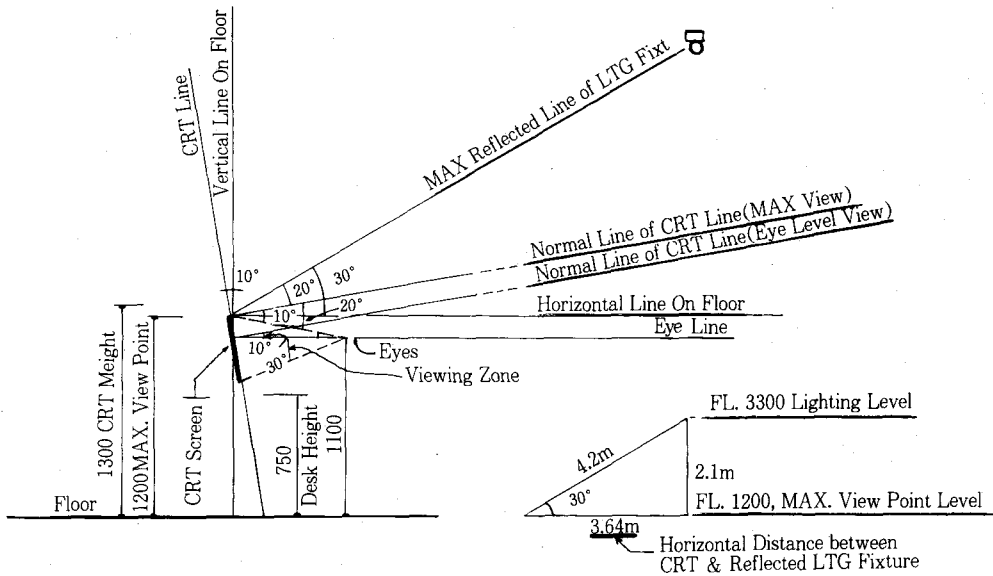 MAX Reflected Line of LTG Fixt
CRT Line
Vertical Line On Floor
Normal Line of CRT Line(MAX View)
Normal Line of CRT Line(Eye Level View)
10°
20°
30°
20°
10°
Horizontal Line On Floor
Eye Line
10°
30°
Eyes
Viewing Zone
1300 CRT Meight
1200MAX. View Point
CRT Screen
750
Desk Height
1100
Floor
FL. 3300 Lighting Level
4.2m
2.1m
30°
FL. 1200, MAX. View Point Level
3.64m
Horizontal Distance between
CRT & Reflected LTG Fixture